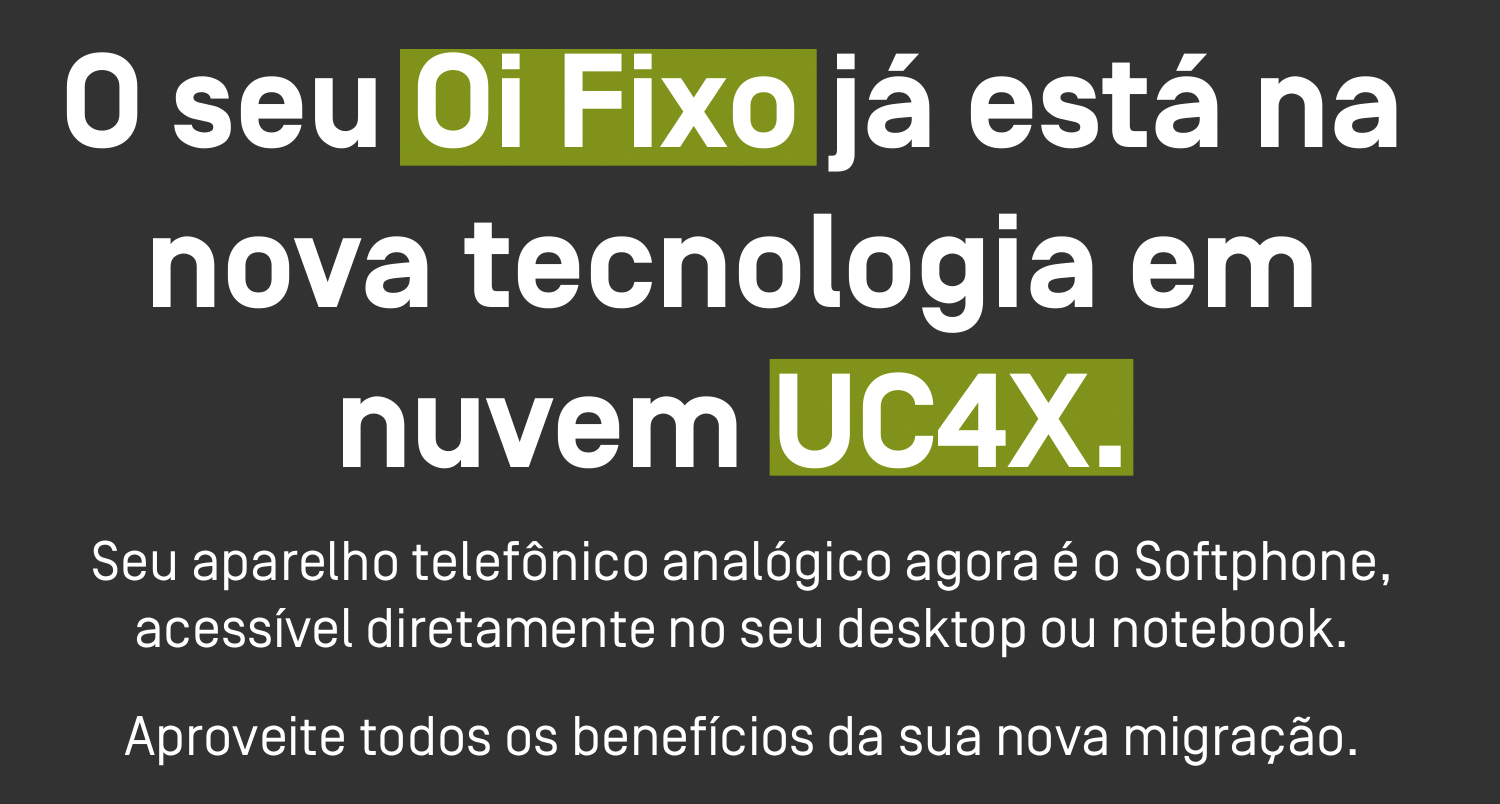 O seu Oi Fixo já está na
nova tecnologia em
nuvem UC4X.
Seu aparelho telefônico analógico agora é o Softphone,
acessível diretamente no seu desktop ou notebook.
Aproveite todos os benefícios da sua nova migração.